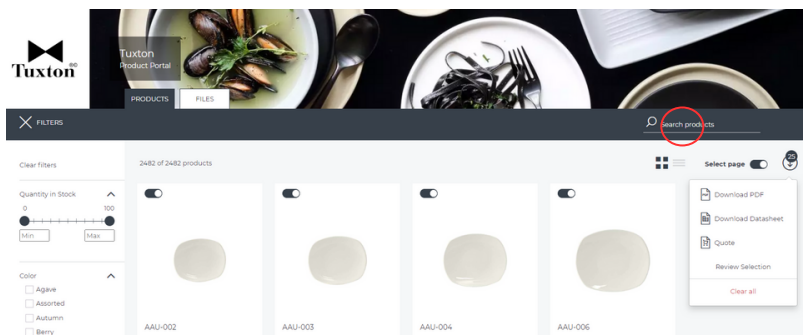 Tuxton
Tuxton
Product Portal
PRODUCTS
FILES
FILTERS
Search products
Clear filters
2482 of 2482 products
Select page
25
Quantity in Stock
0 100
Min Max
Color
Agave
Assorted
Autumn
Berry
AAU-002
AAU-003
AAU-004
AAU-006
Download PDF
Download Datasheet
Quote
Review Selection
Clear all